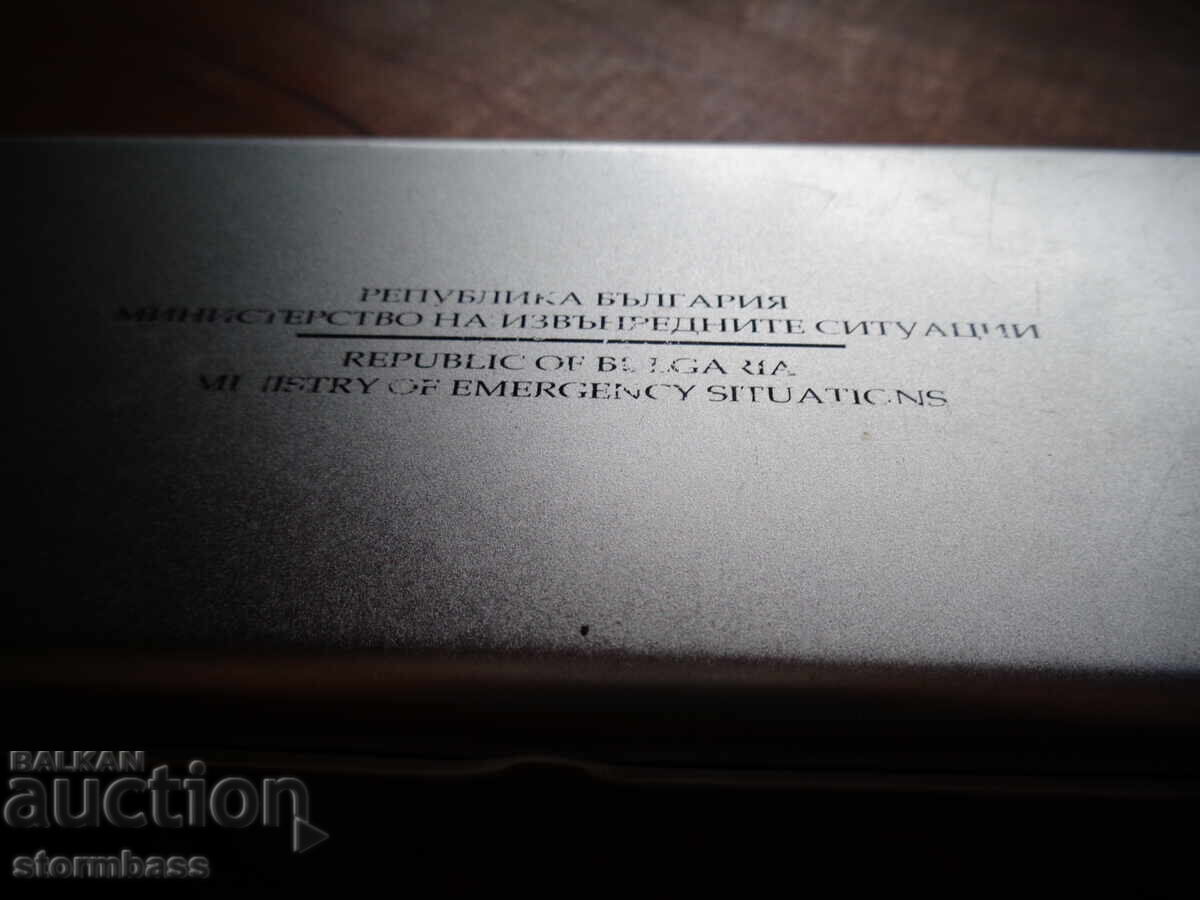 РЕПУБЛИКА БЪЛГАРИЯ
МИНИСТЕРСТВО НА ИЗВЪНРЕДНИТЕ СИТУАЦИИ
REPUBLIC OF BULGARIA
MINISTRY OF EMERGENCY SITUATIONS
BALKAN
auction
stormbass